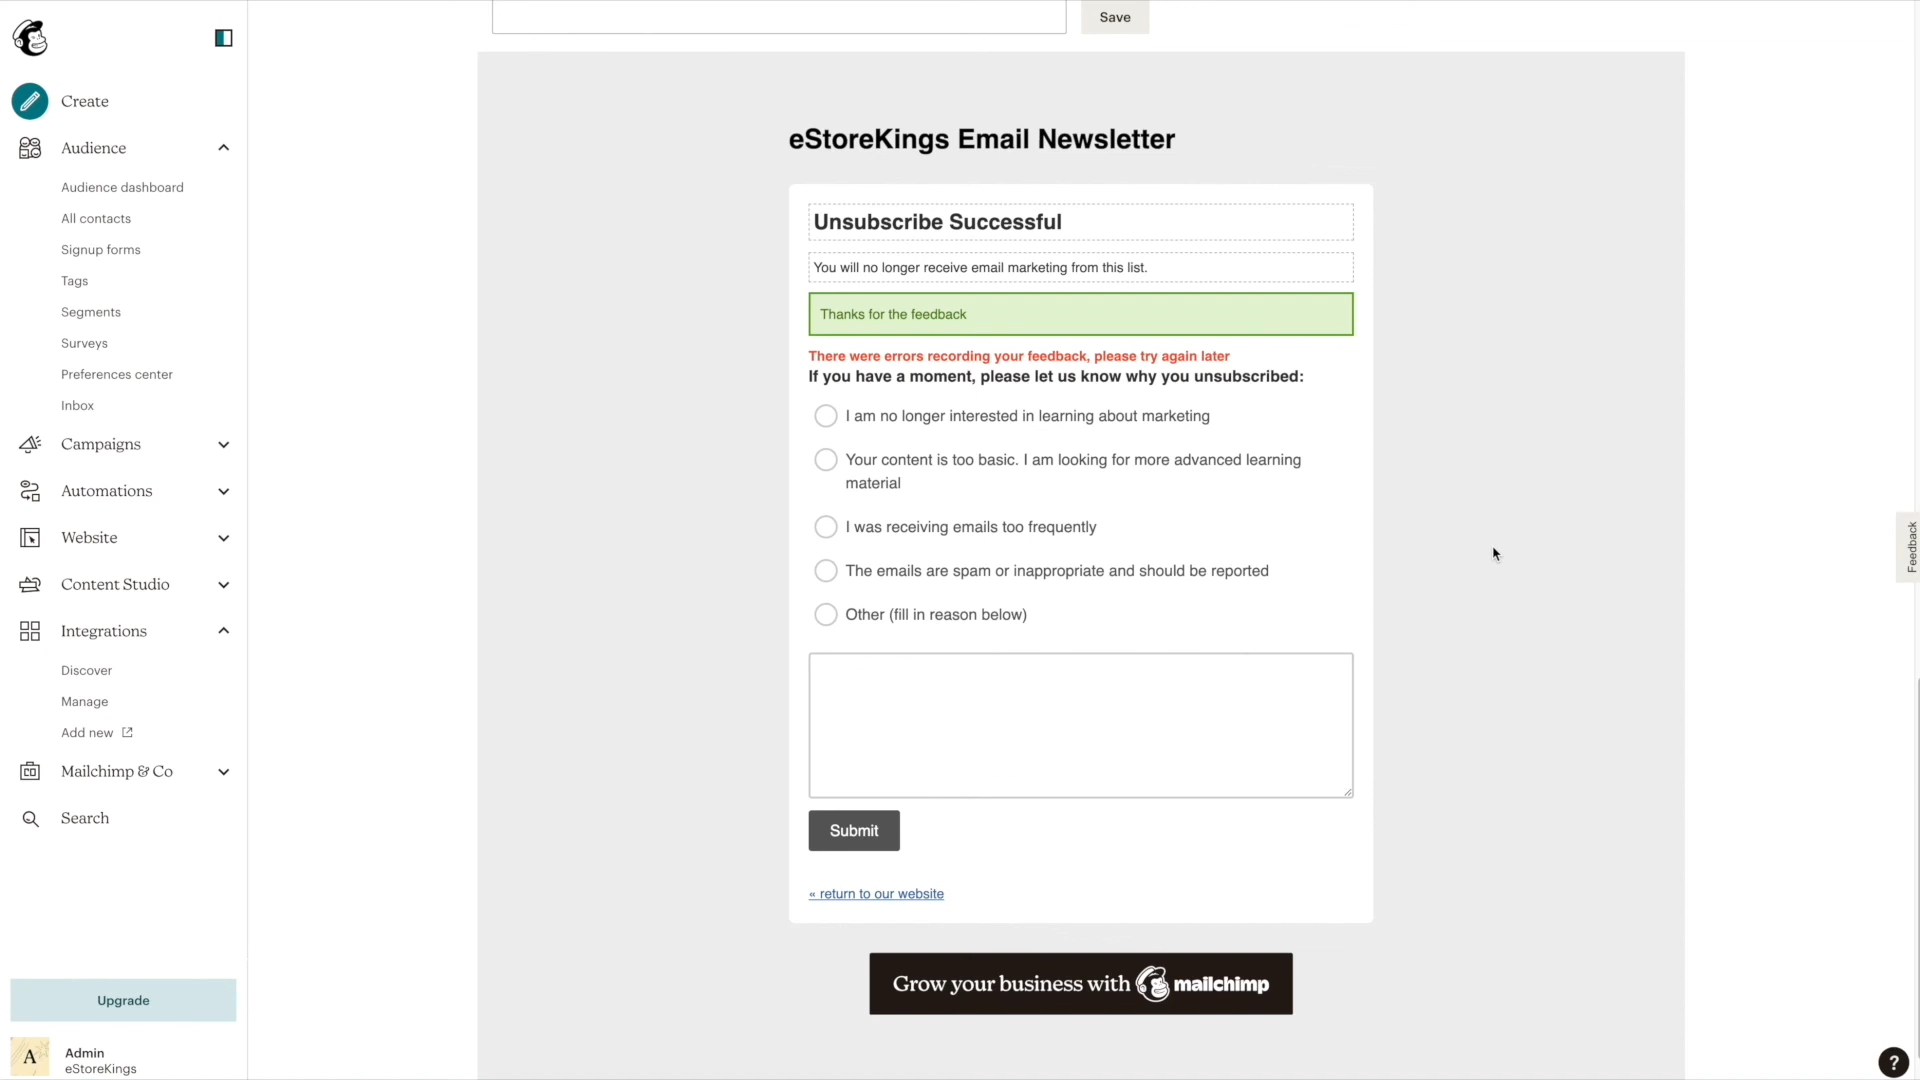 Save
Create
Audience
Audience dashboard
All contacts
Signup forms
Tags
Segments
Surveys
Preferences center
Inbox
Campaigns
Automations
Website
Content Studio
Integrations
Discover
Manage
Add new
Mailchimp & Co
Search
Upgrade
A
Admin
eStoreKings
eStoreKings Email Newsletter
Unsubscribe Successful
You will no longer receive email marketing from this list.
Thanks for the feedback
There were errors recording your feedback, please try again later
If you have a moment, please let us know why you unsubscribed:
I am no longer interested in learning about marketing
Your content is too basic. I am looking for more advanced learning
material
I was receiving emails too frequently
The emails are spam or inappropriate and should be reported
Other (fill in reason below)
Submit
« return to our website
Grow your business with mailchimp
Feedback
?